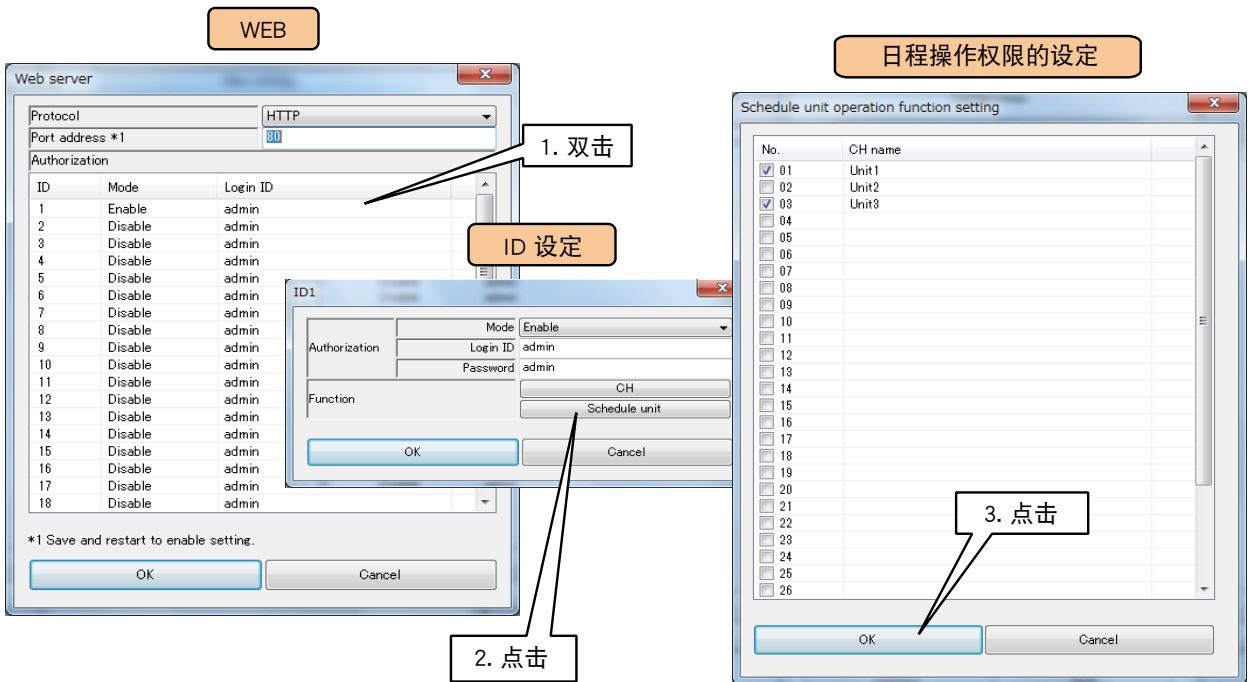 WEB
Web server
Protocol HTTP
Port address *1 80
Authorization
ID Mode Login ID
1 Enable admin
2 Disable admin
3 Disable admin
4 Disable admin
5 Disable admin
6 Disable admin
7 Disable admin
8 Disable admin
9 Disable admin
10 Disable admin
11 Disable admin
12 Disable admin
13 Disable admin
14 Disable admin
15 Disable admin
16 Disable admin
17 Disable admin
18 Disable admin
*1 Save and restart to enable setting.
OK Cancel
1. 双击
ID 设定
ID1
Authorization
Mode Enable
Login ID admin
Password admin
Function
CH
Schedule unit
OK Cancel
2. 点击
日程操作权限的设定
Schedule unit operation function setting
No. CH name
01 Unit1
02 Unit2
03 Unit3
04
05
06
07
08
09
10
11
12
13
14
15
16
17
18
19
20
21
22
23
24
25
26
3. 点击
OK Cancel